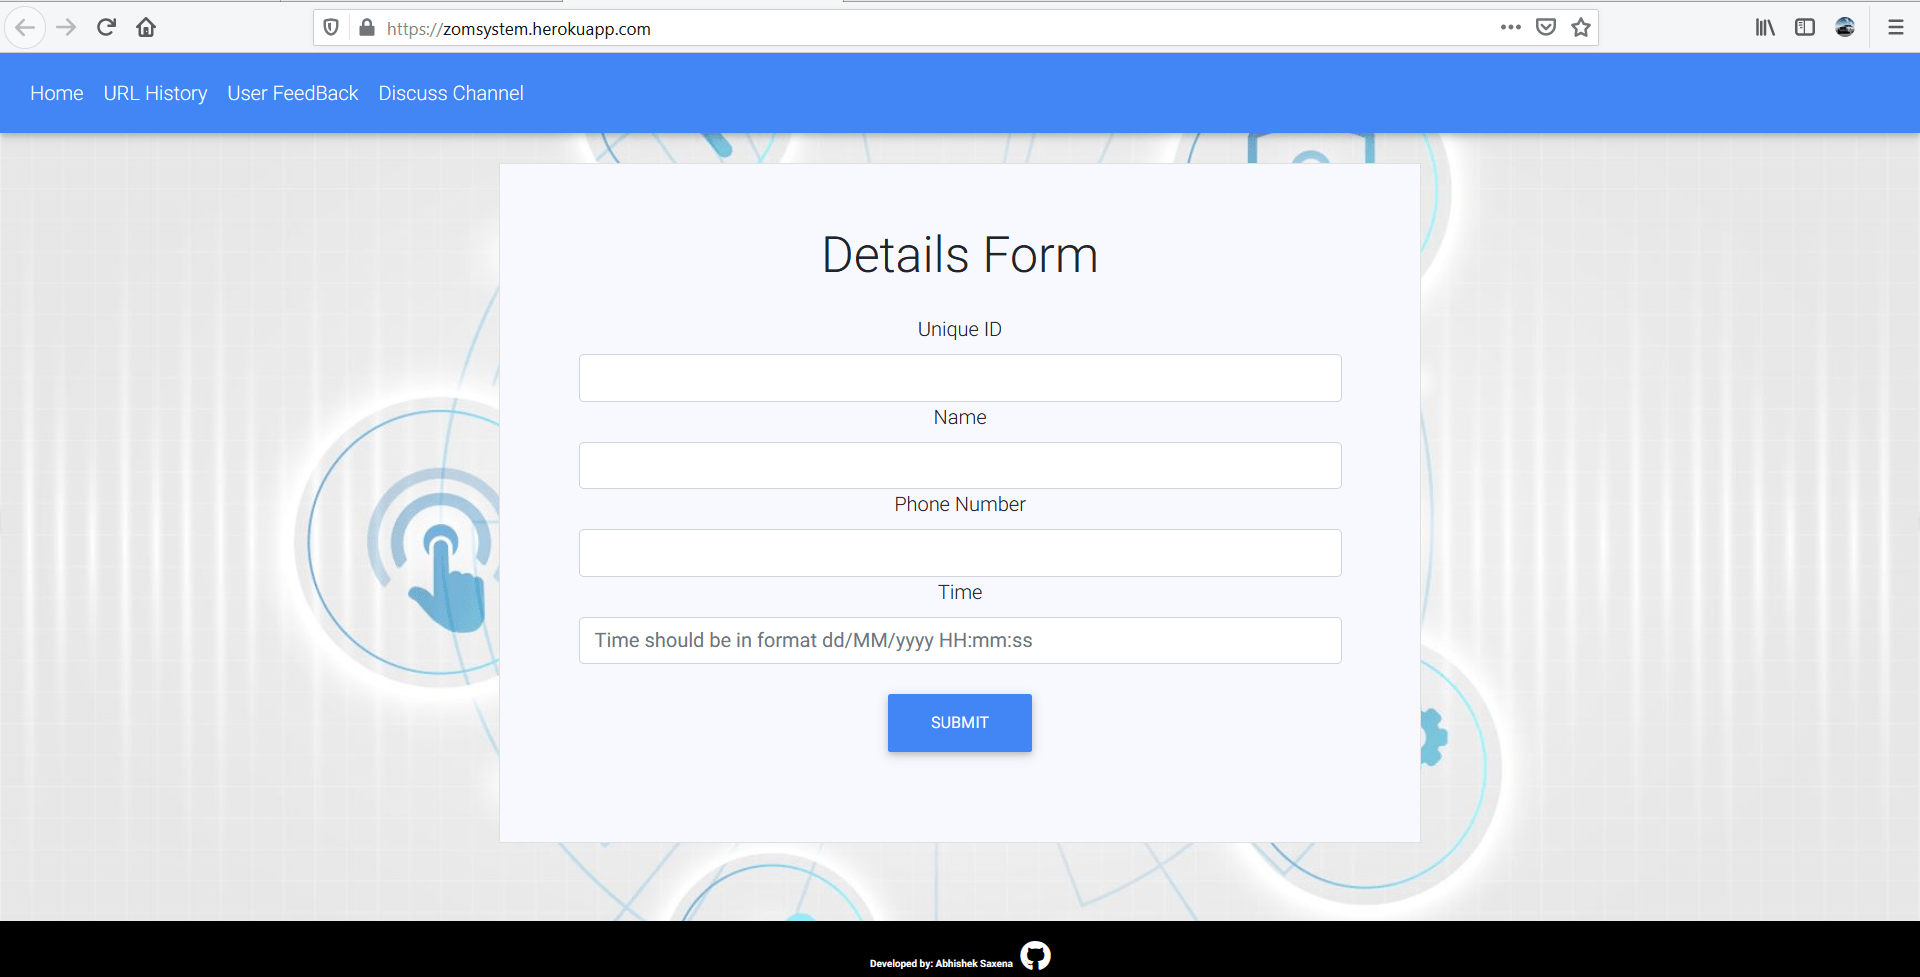 https://zomsystem.herokuapp.com
Home URL History User FeedBack Discuss Channel
Details Form
Unique ID
Name
Phone Number
Time
Time should be in format dd/MM/yyyy HH:mm:ss
SUBMIT
Developed by: Abhishek Saxena